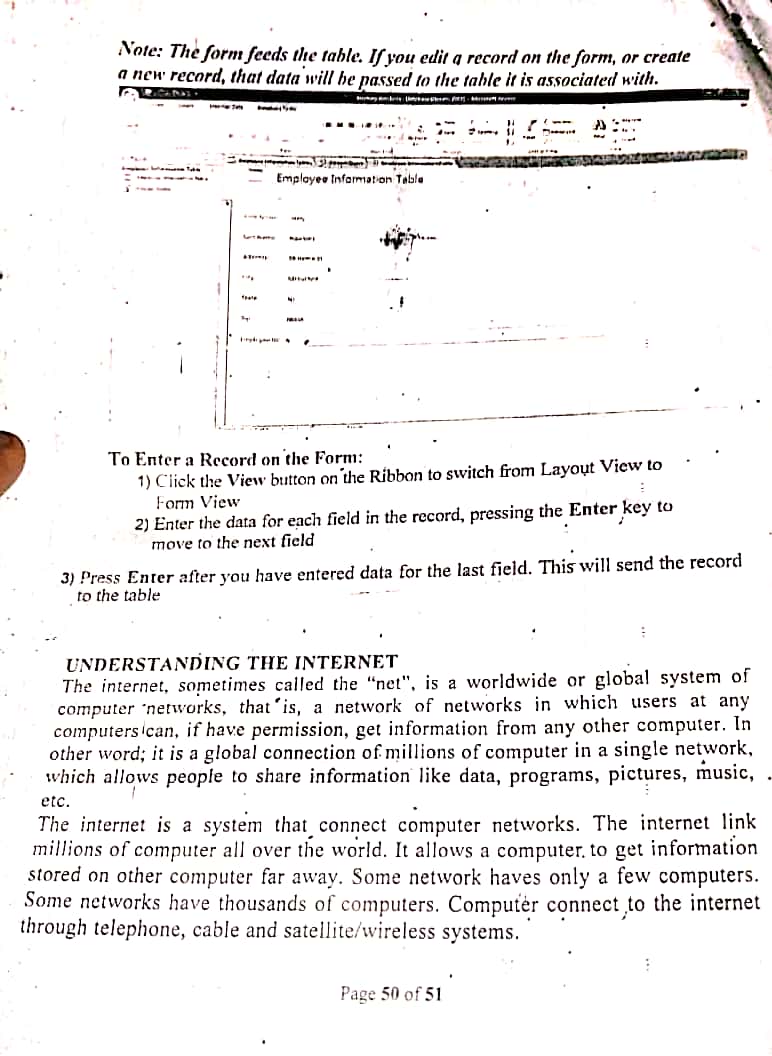 Note: The form feeds the table. If you edit a record on the form, or create
a new record, that data will be passed to the table it is associated with.
Employee Information Table
To Enter a Record on the Form:
1) Click the View button on the Ribbon to switch from Layout View to
Form View
2) Enter the data for each field in the record, pressing the Enter key to
move to the next field
3) Press Enter after you have entered data for the last field. This will send the record
to the table
UNDERSTANDING THE INTERNET
The internet, sometimes called the "net", is a worldwide or global system of
computer networks, that is, a network of networks in which users at any
computers can, if have permission, get information from any other computer. In
other word; it is a global connection of millions of computer in a single network,
which allows people to share information like data, programs, pictures, music,
etc.
The internet is a system that connect computer networks. The internet link
millions of computer all over the world. It allows a computer to get information
stored on other computer far away. Some network haves only a few computers.
Some networks have thousands of computers. Computer connect to the internet
through telephone, cable and satellite/wireless systems.
Page 50 of 51